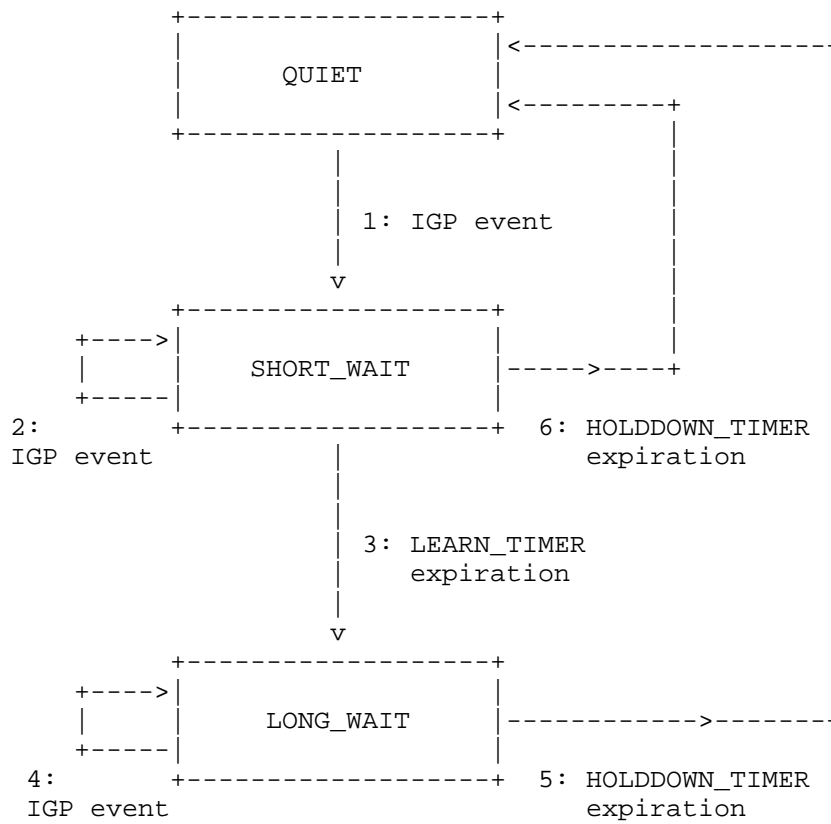 QUIET
1: IGP event
SHORT_WAIT
2:
IGP event
6: HOLDDOWN_TIMER
expiration
3: LEARN_TIMER
expiration
LONG_WAIT
4:
IGP event
5: HOLDDOWN_TIMER
expiration